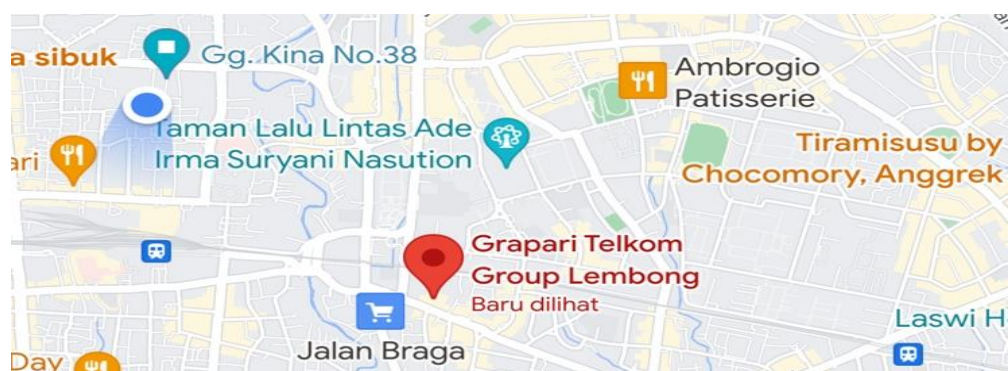 a sibuk
Gg. Kina No.38
Ambrogio
Patisserie
Taman Lalu Lintas Ade
Irma Suryani Nasution
ari
Tiramisusu by
Chocomory, Anggrek
Grapari Telkom
Group Lembong
Baru dilihat
Laswi H
Jalan Braga
Day